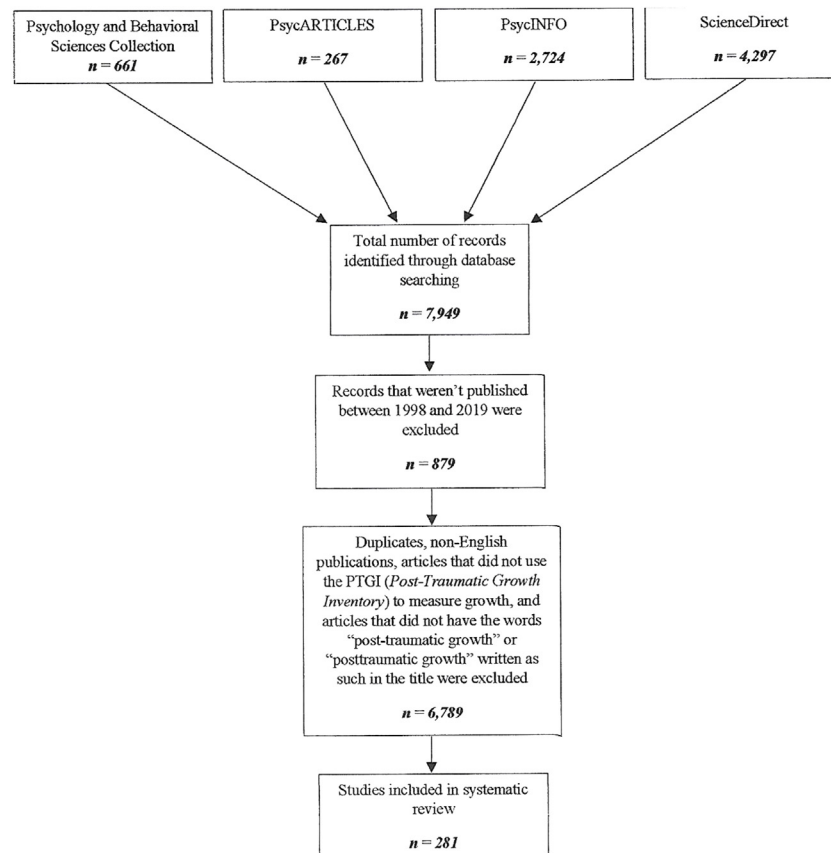 Psychology and Behavioral
Sciences Collection
n = 661
PsycARTICLES
n = 267
PsycINFO
n = 2,724
ScienceDirect
n = 4,297
Total number of records
identified through database
searching
n = 7,949
Records that weren't published
between 1998 and 2019 were
excluded
n = 879
Duplicates, non-English
publications, articles that did not use
the PTGI (Post-Traumatic Growth
Inventory) to measure growth, and
articles that did not have the words
“post-traumatic growth” or
“posttraumatic growth” written as
such in the title were excluded
n = 6,789
Studies included in systematic
review
n = 281